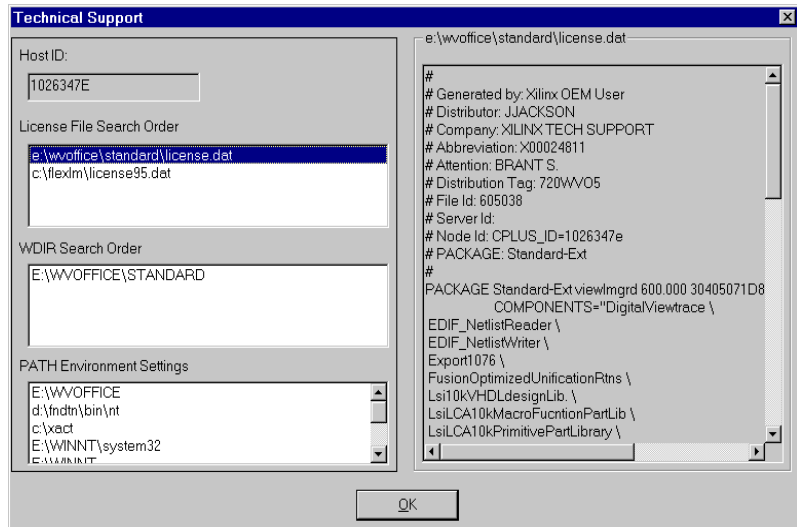 Technical Support
Host ID:
1026347E
License File Search Order
e:\wvoffice\standard\license.dat
c:\flexlm\license95.dat
WDIR Search Order
E:\WVOFFICE\STANDARD
PATH Environment Settings
E:\WVOFFICE
d:\fndtn\bin\nt
c:\xact
E:\WINNT\system32
E:\WINNT
e:\wvoffice\standard\license.dat
#
# Generated by: Xilinx OEM User
# Distributor: JJACKSON
# Company: XILINX TECH SUPPORT
# Abbreviation: X00024811
# Attention: BRANT S.
# Distribution Tag: 720WVO5
# File Id: 605038
# Server Id:
# Node Id: CPLUS_ID=1026347e
# PACKAGE: Standard-Ext
#
PACKAGE Standard-Ext viewlmgrd 600.000 30405071D8
COMPONENTS="DigitalViewtrace \
EDIF_NetlistReader \
EDIF_NetlistWriter \
Export1076 \
FusionOptimizedUnificationRtns \
Lsi10kVHDLdesignLib. \
LsiLCA10kMacroFucntionPartLib \
LsiLCA10kPrimitivePartLibrary \
OK